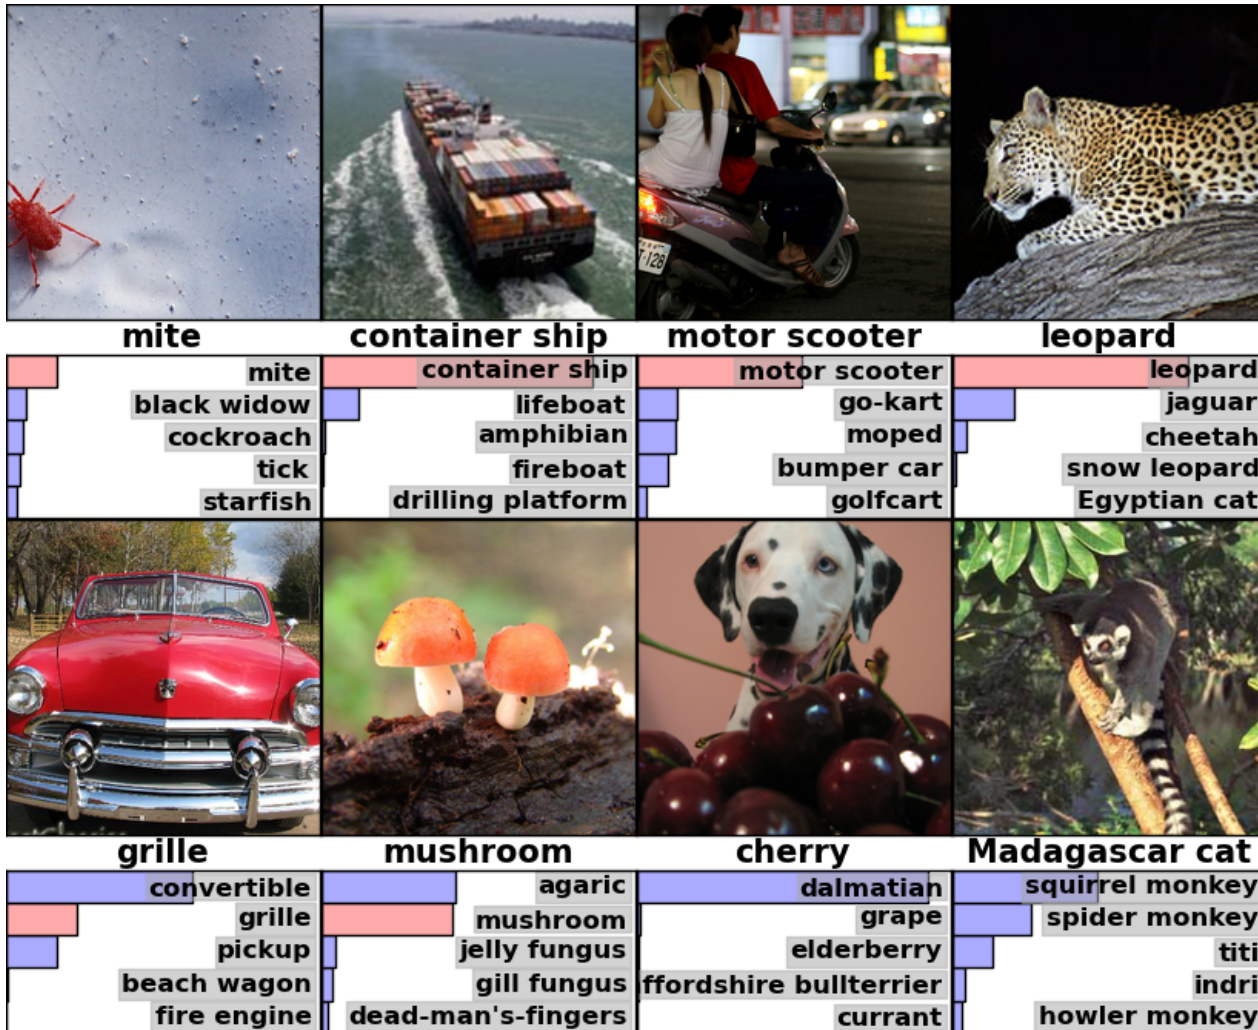 T-128
mite container ship motor scooter leopard
mite
black widow
cockroach
tick
starfish
container ship
lifeboat
amphibian
fireboat
drilling platform
motor scooter
go-kart
moped
bumper car
golfcart
leopard
jaguar
cheetah
snow leopard
Egyptian cat
grille mushroom cherry Madagascar cat
convertible
grille
pickup
beach wagon
fire engine
agaric
mushroom
jelly fungus
gill fungus
dead-man's-fingers
dalmatian
grape
elderberry
ffordshire bullterrier
currant
squirrel monkey
spider monkey
titi
indri
howler monkey